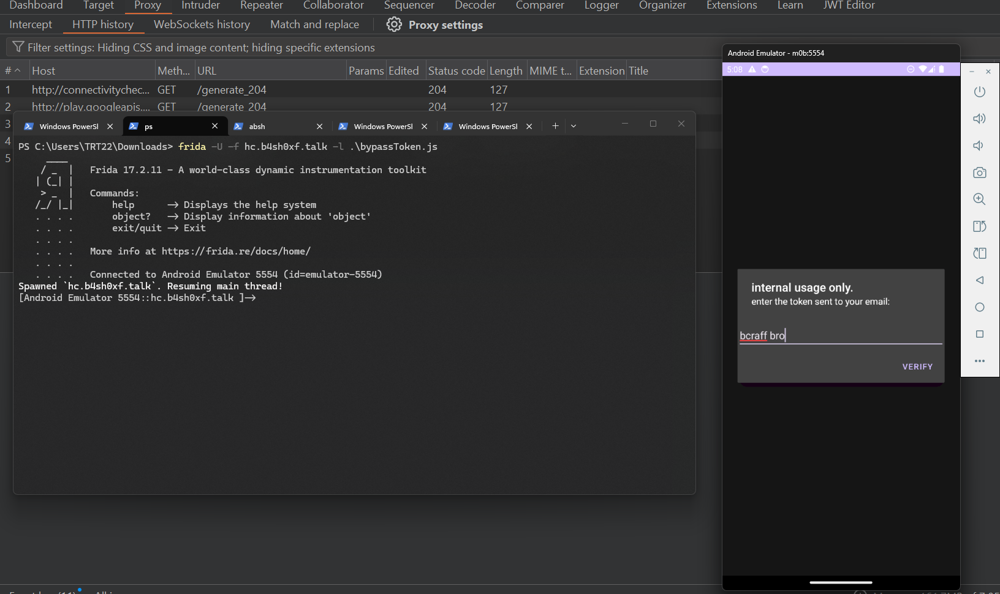 Dashboard Target Proxy Intruder Repeater Collaborator Sequencer Decoder Comparer Logger Organizer Extensions Learn JWT Editor
Intercept HTTP history WebSockets history Match and replace Proxy settings
Filter settings: Hiding CSS and image content; hiding specific extensions
# Host Meth... URL Params Edited Status code Length MIME t... Extension Title
1 http://connectivitychec... GET /generate_204 204 127
2 http://play.googleapis.... GET /generate_204 204 127
3
4
5
Windows PowerSl ps absh Windows PowerSl Windows PowerSl
PS C:\Users\TRT22\Downloads> frida -U -f hc.b4sh0xf.talk -l .\bypassToken.js
____
/ _  |   Frida 17.2.11 - A world-class dynamic instrumentation toolkit
| (_| |
> _  |   Commands:
/_/ |_|       help      -> Displays the help system
. . . .       object?   -> Display information about 'object'
. . . .       exit/quit -> Exit
. . . .
. . . .   More info at https://frida.re/docs/home/
. . . .
. . . .   Connected to Android Emulator 5554 (id=emulator-5554)
Spawned `hc.b4sh0xf.talk`. Resuming main thread!
[Android Emulator 5554::hc.b4sh0xf.talk ]->
Android Emulator - m0b:5554
5:08
internal usage only.
enter the token sent to your email:
bcraff bro
VERIFY